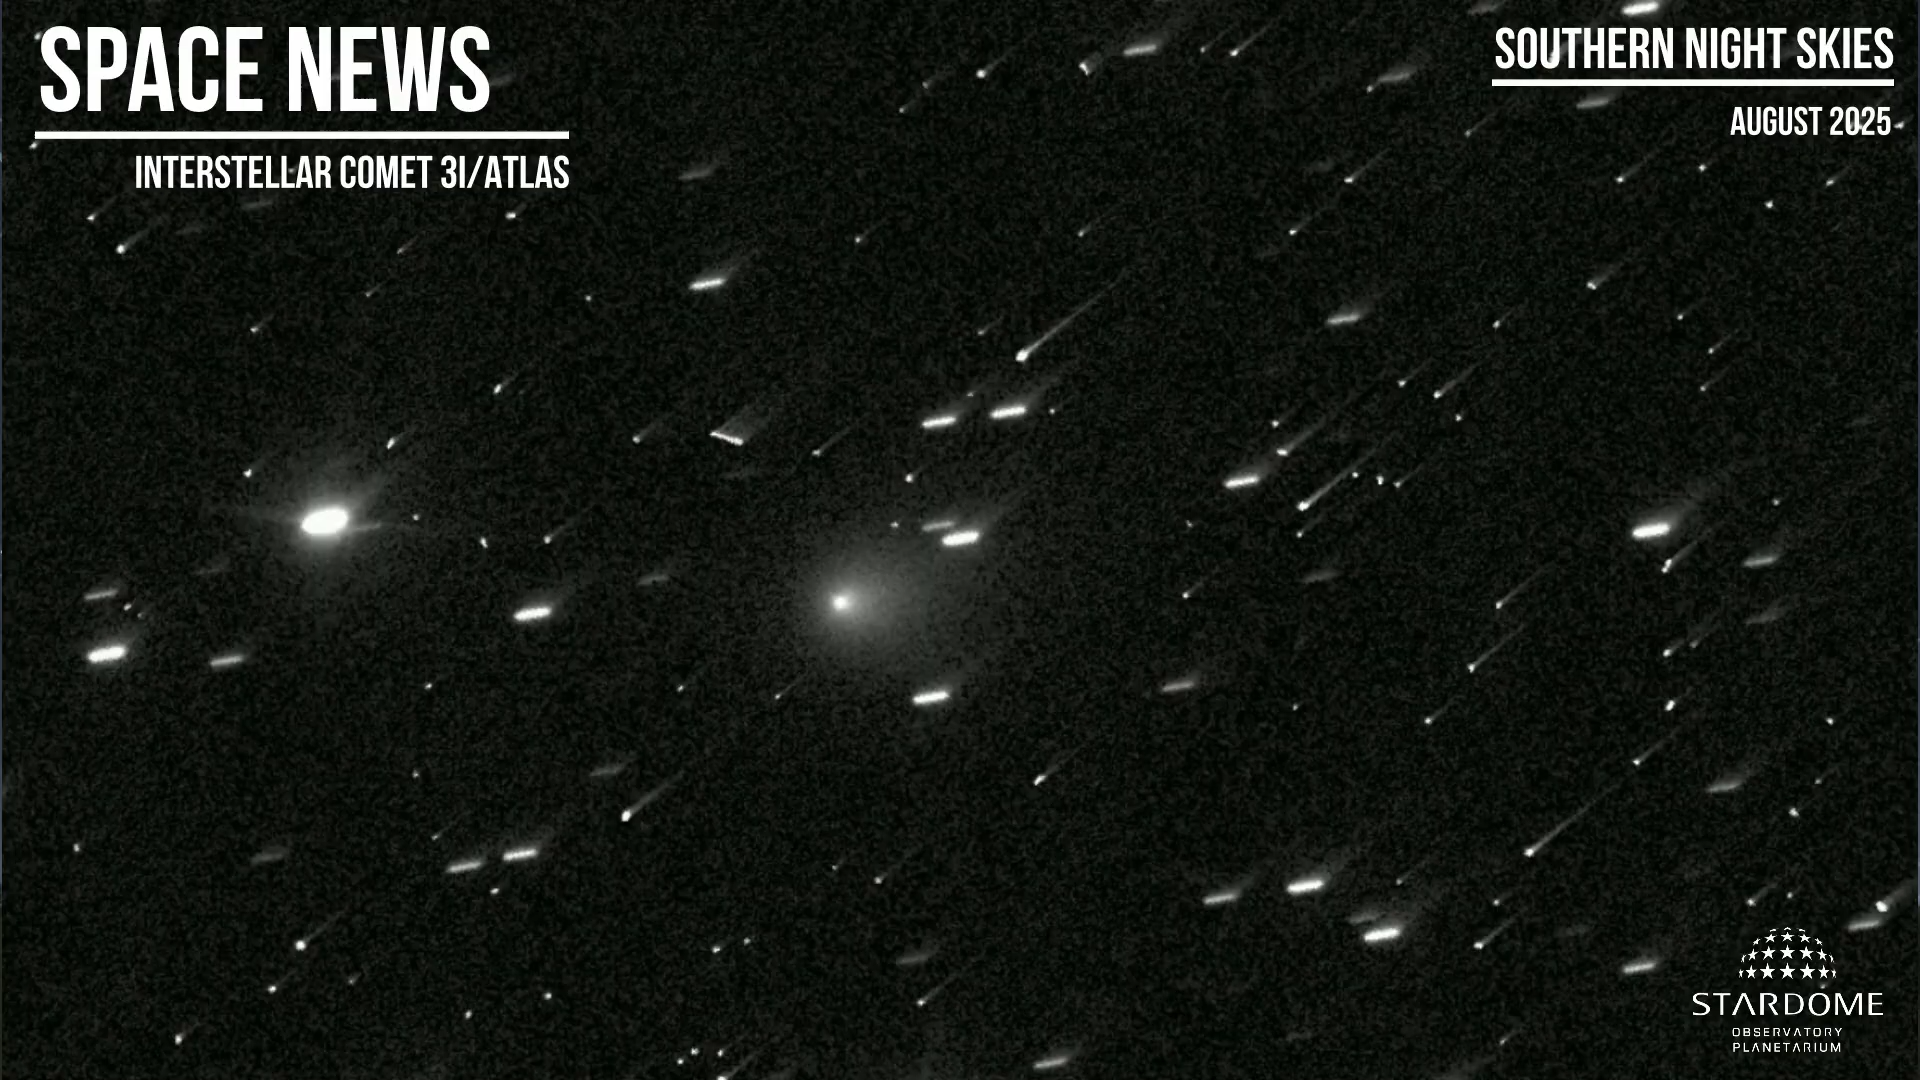 SPACE NEWS
INTERSTELLAR COMET 3I/ATLAS
SOUTHERN NIGHT SKIES
AUGUST 2025
STARDOME
OBSERVATORY
PLANETARIUM